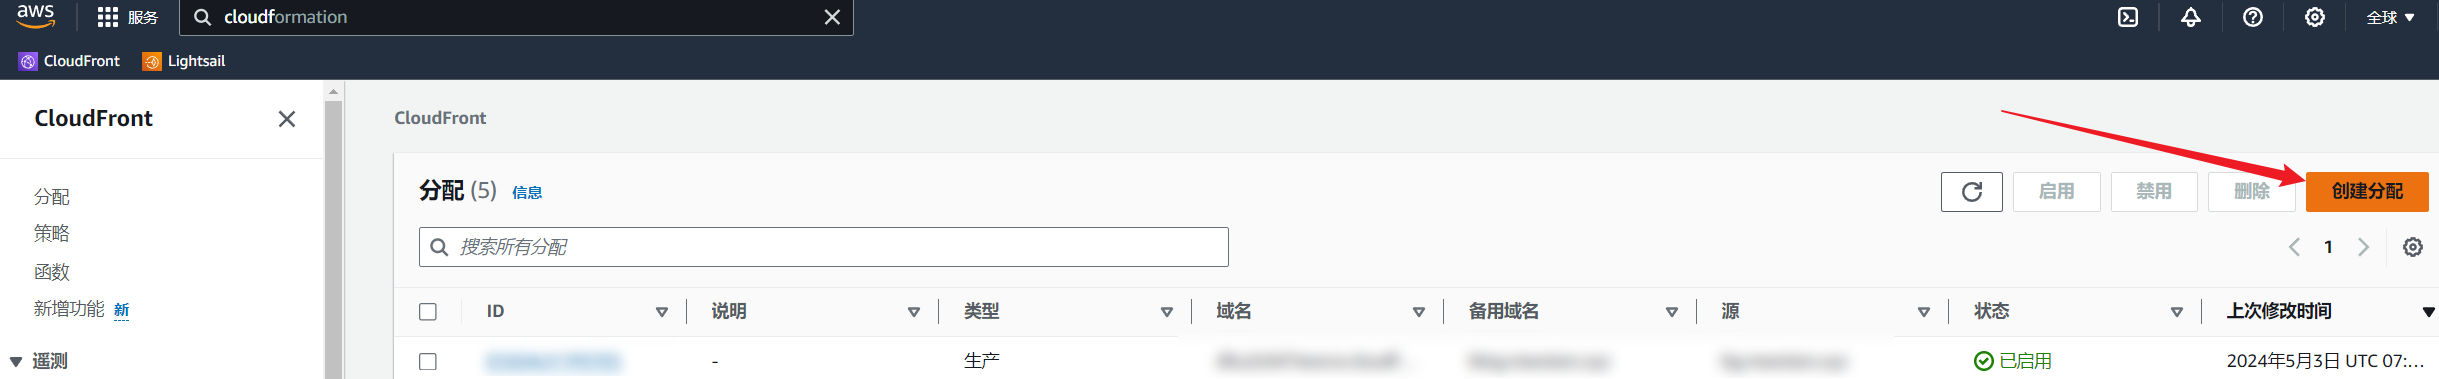 aws 服务 cloudformation 全球
CloudFront Lightsail
CloudFront
CloudFront
分配 (5) 信息
启用 禁用 删除 创建分配
搜索所有分配
1
分配
策略
函数
新增功能 新
遥测
ID 说明 类型 域名 备用域名 源 状态 上次修改时间
- 生产 已启用 2024年5月3日 UTC 07:...